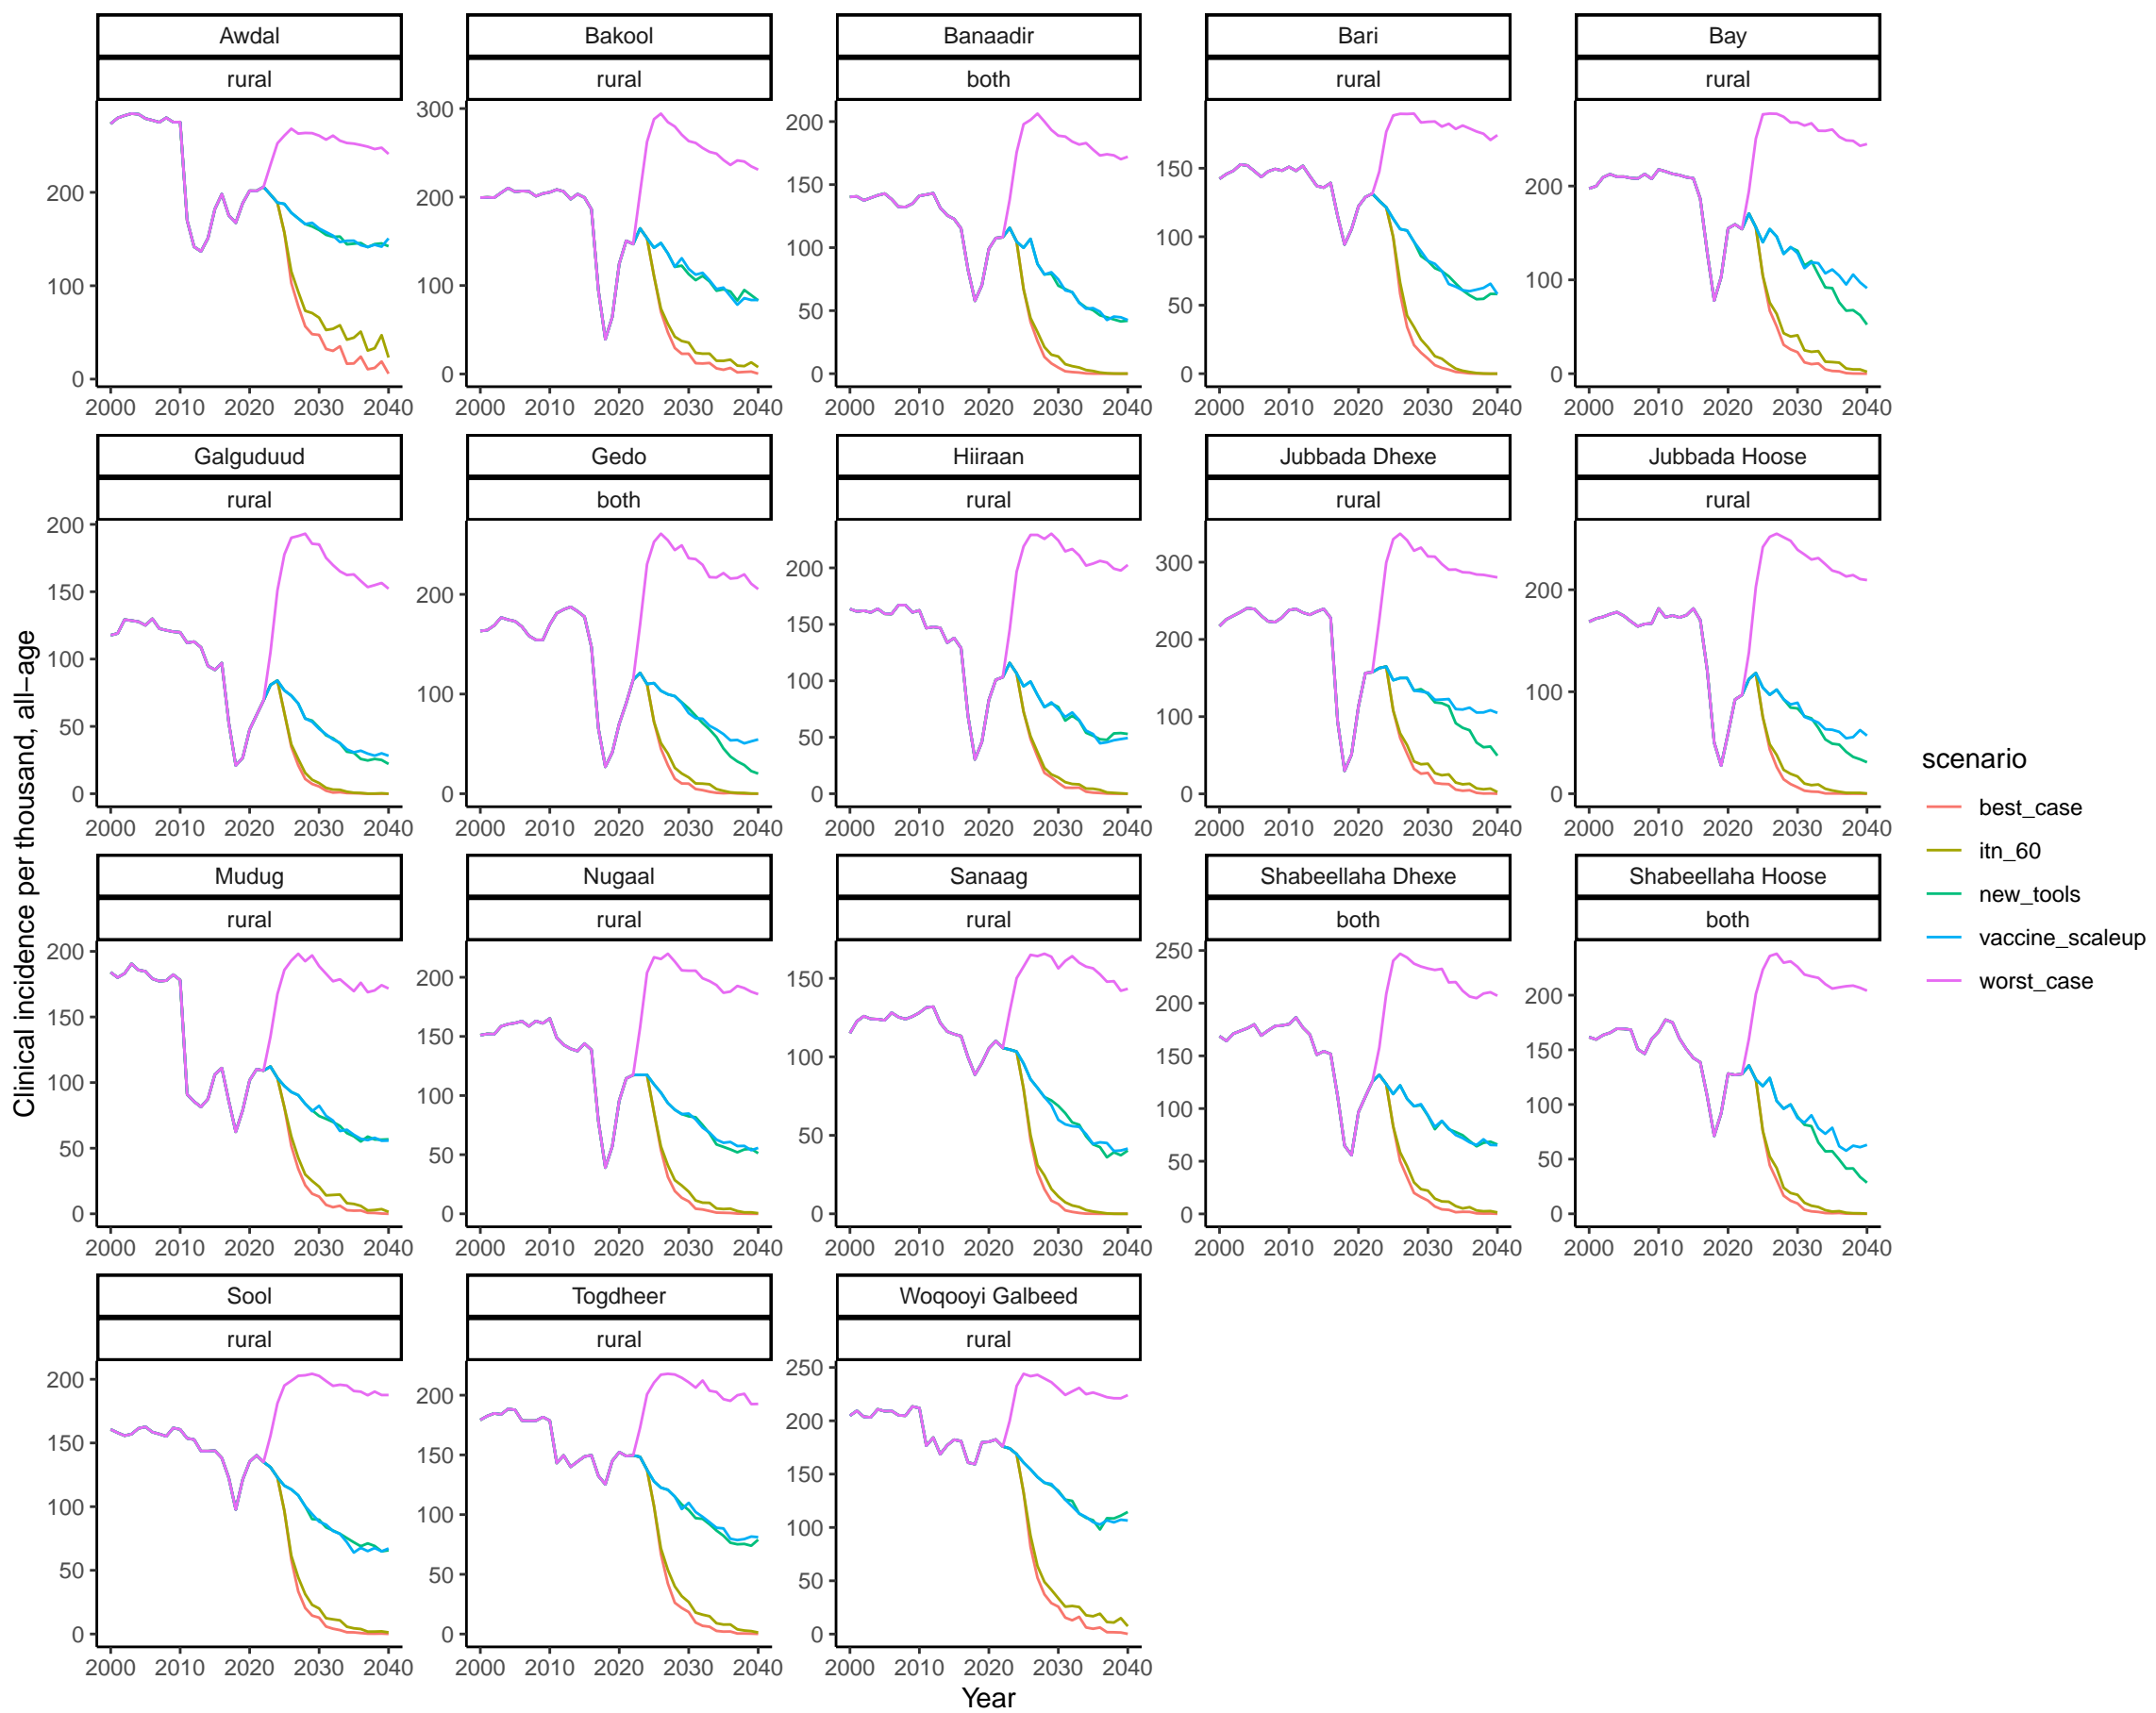 Awdal
Bakool
Banaadir
Bari
Bay
rural
rural
both
rural
rural
200
100
0
300
200
100
0
200
150
100
50
0
150
100
50
0
200
100
0
2000 2010 2020 2030 2040
2000 2010 2020 2030 2040
2000 2010 2020 2030 2040
2000 2010 2020 2030 2040
2000 2010 2020 2030 2040
Galguduud
Gedo
Hiiraan
Jubbada Dhexe
Jubbada Hoose
rural
both
rural
rural
rural
200
150
100
50
0
200
100
0
200
150
100
50
0
300
200
100
0
200
100
0
2000 2010 2020 2030 2040
2000 2010 2020 2030 2040
2000 2010 2020 2030 2040
2000 2010 2020 2030 2040
2000 2010 2020 2030 2040
Mudug
Nugaal
Sanaag
Shabeellaha Dhexe
Shabeellaha Hoose
rural
rural
rural
both
both
200
150
100
50
0
200
150
100
50
0
150
100
50
0
250
200
150
100
50
0
200
150
100
50
0
2000 2010 2020 2030 2040
2000 2010 2020 2030 2040
2000 2010 2020 2030 2040
2000 2010 2020 2030 2040
2000 2010 2020 2030 2040
Sool
Togdheer
Woqooyi Galbeed
rural
rural
rural
200
150
100
50
0
200
150
100
50
0
250
200
150
100
50
0
2000 2010 2020 2030 2040
2000 2010 2020 2030 2040
2000 2010 2020 2030 2040
Year
Clinical incidence per thousand, all−age
scenario
best_case
itn_60
new_tools
vaccine_scaleup
worst_case